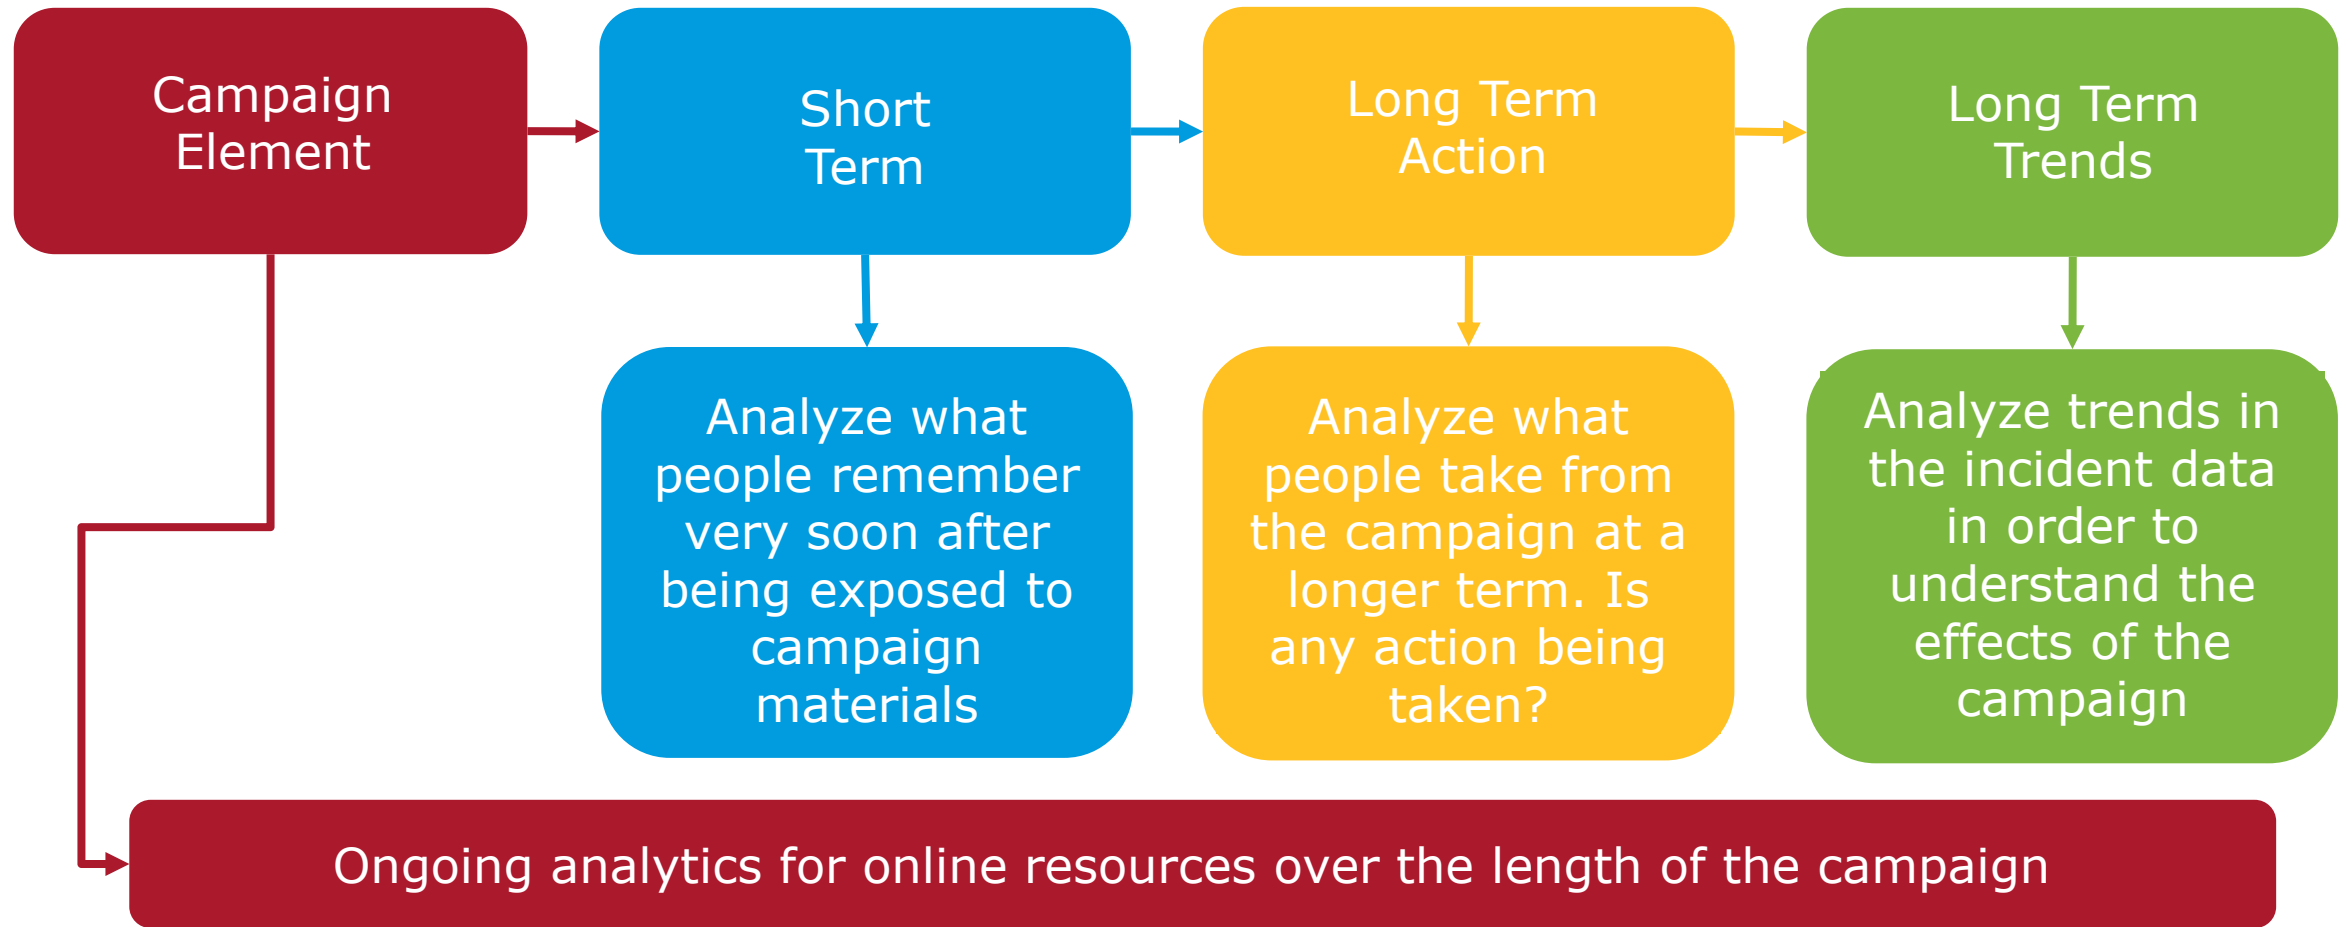 Campaign
Element
Short
Term
Long Term
Action
Long Term
Trends
Analyze what
people remember
very soon after
being exposed to
campaign
materials
Analyze what
people take from
the campaign at a
longer term. Is
any action being
taken?
Analyze trends in
the incident data
in order to
understand the
effects of the
campaign
Ongoing analytics for online resources over the length of the campaign